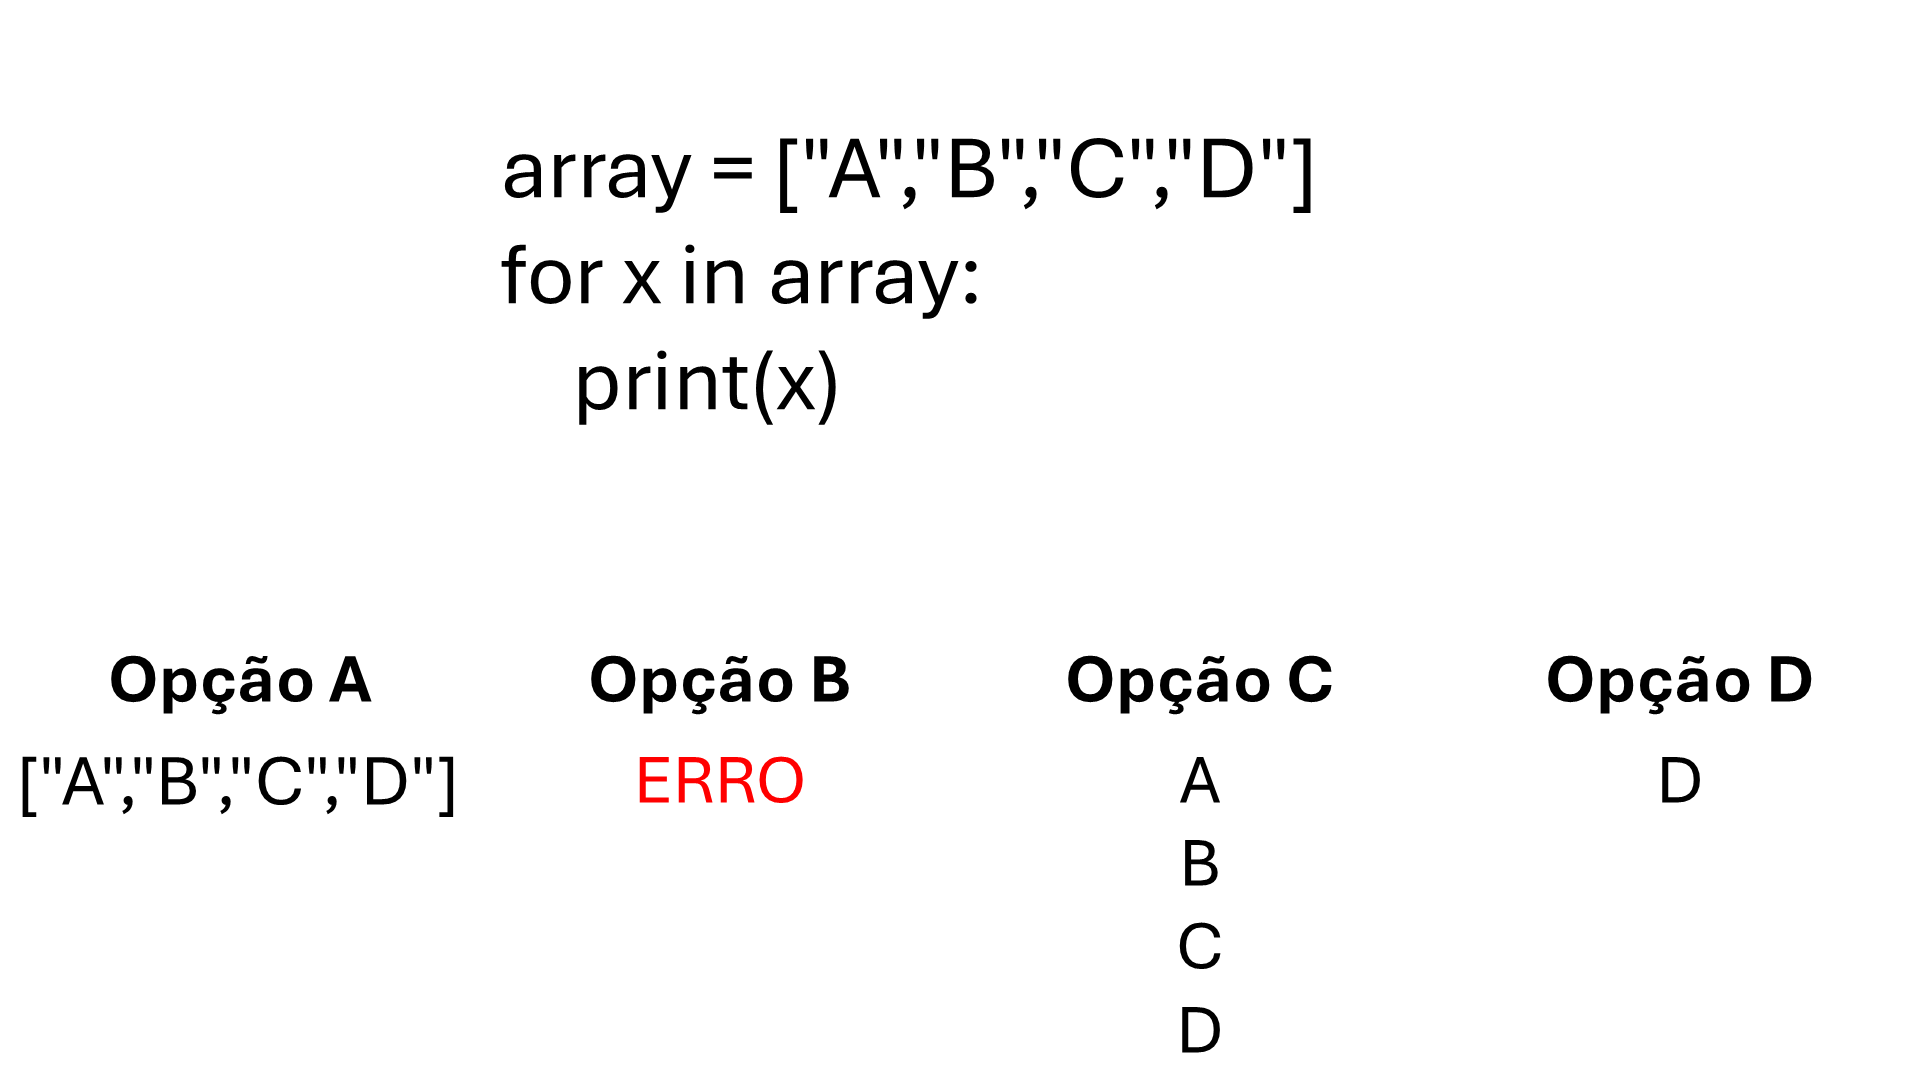 array = ["A","B","C","D"]
for x in array:
print(x)
Opção A
Opção B
Opção C
Opção D
["A","B","C","D"]
ERRO
A
D
B
C
D